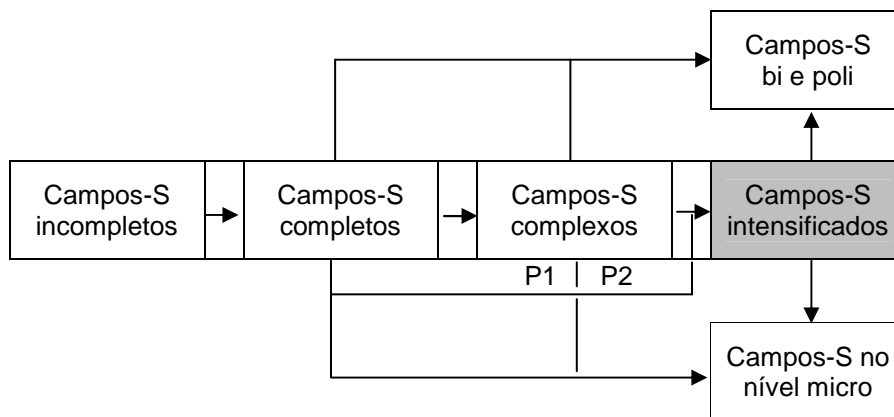 Campos-S
bi e poli
Campos-S
incompletos
Campos-S
completos
Campos-S
complexos
Campos-S
intensificados
P1
P2
Campos-S no
nível micro